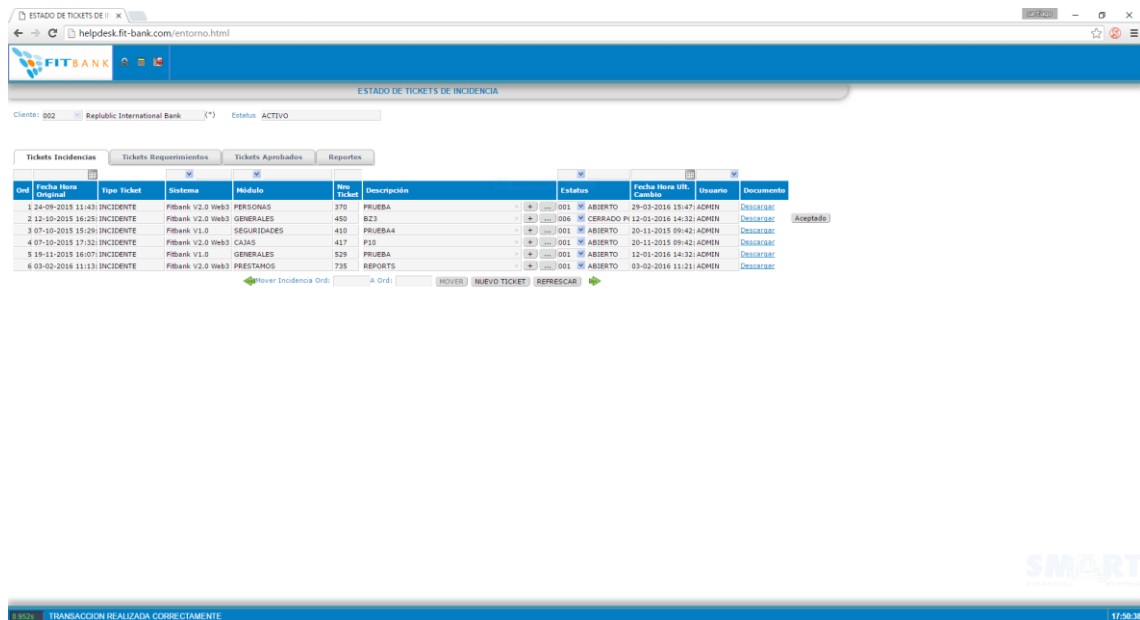 ESTADO DE TICKETS DE I
santiago
helpdesk.fit-bank.com/entorno.html
FITBANK
ESTADO DE TICKETS DE INCIDENCIA
Cliente: 002 Replublic International Bank (*) Estatus ACTIVO
Tickets Incidencias Tickets Requerimientos Tickets Aprobados Reportes
Ord Fecha Hora Original Tipo Ticket Sistema Módulo Nro Ticket Descripción Estatus Fecha Hora Ult. Cambio Usuario Documento
1 24-09-2015 11:43: INCIDENTE Fitbank V2.0 Web3 PERSONAS 370 PRUEBA + ... 001 ABIERTO 29-03-2016 15:47: ADMIN Descargar
2 12-10-2015 16:25: INCIDENTE Fitbank V2.0 Web3 GENERALES 450 BZ3 + ... 006 CERRADO P 12-01-2016 14:32: ADMIN Descargar Aceptado
3 07-10-2015 15:29: INCIDENTE Fitbank V1.0 SEGURIDADES 410 PRUEBA4 + ... 001 ABIERTO 20-11-2015 09:42: ADMIN Descargar
4 07-10-2015 17:32: INCIDENTE Fitbank V2.0 Web3 CAJAS 417 P10 + ... 001 ABIERTO 20-11-2015 09:42: ADMIN Descargar
5 19-11-2015 16:07: INCIDENTE Fitbank V1.0 GENERALES 529 PRUEBA + ... 001 ABIERTO 12-01-2016 14:32: ADMIN Descargar
6 03-02-2016 11:13: INCIDENTE Fitbank V2.0 Web3 PRESTAMOS 735 REPORTS + ... 001 ABIERTO 03-02-2016 11:21: ADMIN Descargar
Mover Incidencia Ord: A Ord: MOVER NUEVO TICKET REFRESCAR
SMART
0.952s TRANSACCION REALIZADA CORRECTAMENTE 17:50:38